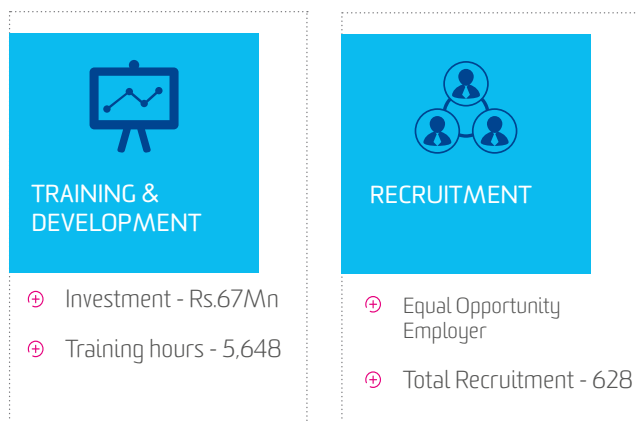 TRAINING &
DEVELOPMENT
Investment - Rs.67Mn
Training hours - 5,648
RECRUITMENT
Equal Opportunity
Employer
Total Recruitment - 628